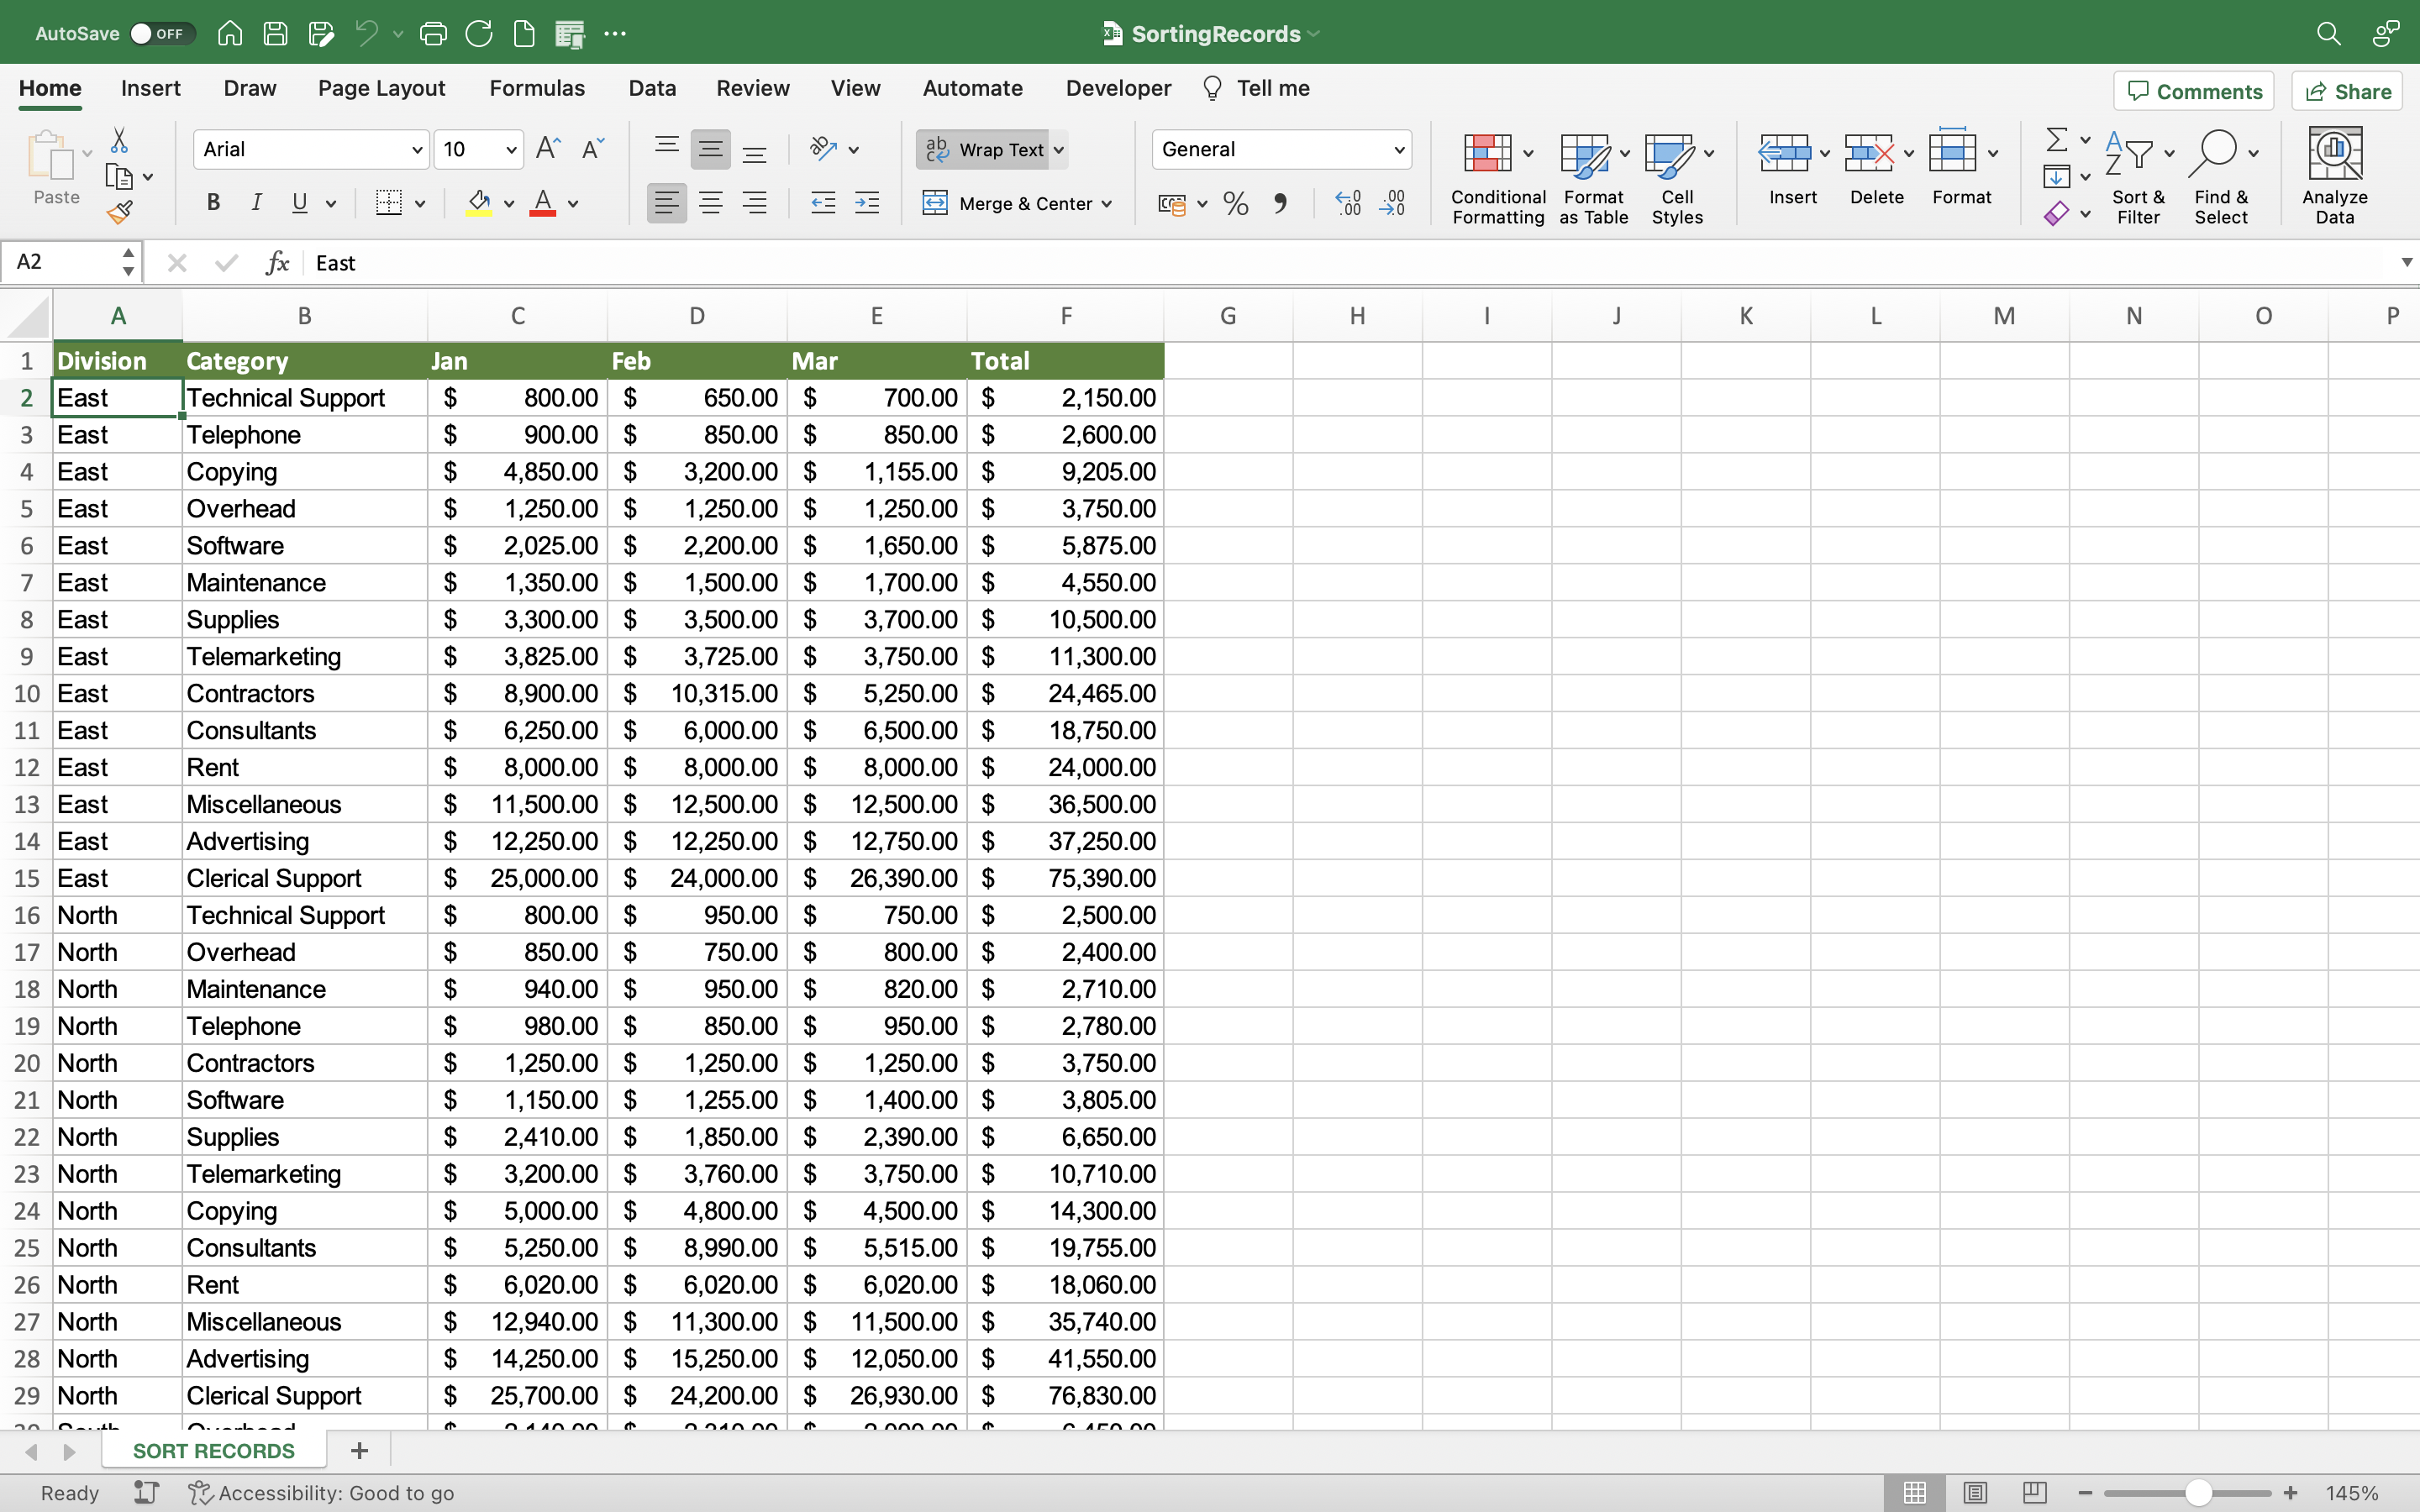 AutoSave OFF SortingRecords
Home Insert Draw Page Layout Formulas Data Review View Automate Developer Tell me Comments Share
Paste Arial 10 Wrap Text General Conditional Formatting Format as Table Cell Styles Insert Delete Format Sort & Filter Find & Select Analyze Data
B I U Merge & Center
A2 fx East
A B C D E F G H I J K L M N O P
1 Division Category Jan Feb Mar Total
2 East Technical Support $ 800.00 $ 650.00 $ 700.00 $ 2,150.00
3 East Telephone $ 900.00 $ 850.00 $ 850.00 $ 2,600.00
4 East Copying $ 4,850.00 $ 3,200.00 $ 1,155.00 $ 9,205.00
5 East Overhead $ 1,250.00 $ 1,250.00 $ 1,250.00 $ 3,750.00
6 East Software $ 2,025.00 $ 2,200.00 $ 1,650.00 $ 5,875.00
7 East Maintenance $ 1,350.00 $ 1,500.00 $ 1,700.00 $ 4,550.00
8 East Supplies $ 3,300.00 $ 3,500.00 $ 3,700.00 $ 10,500.00
9 East Telemarketing $ 3,825.00 $ 3,725.00 $ 3,750.00 $ 11,300.00
10 East Contractors $ 8,900.00 $ 10,315.00 $ 5,250.00 $ 24,465.00
11 East Consultants $ 6,250.00 $ 6,000.00 $ 6,500.00 $ 18,750.00
12 East Rent $ 8,000.00 $ 8,000.00 $ 8,000.00 $ 24,000.00
13 East Miscellaneous $ 11,500.00 $ 12,500.00 $ 12,500.00 $ 36,500.00
14 East Advertising $ 12,250.00 $ 12,250.00 $ 12,750.00 $ 37,250.00
15 East Clerical Support $ 25,000.00 $ 24,000.00 $ 26,390.00 $ 75,390.00
16 North Technical Support $ 800.00 $ 950.00 $ 750.00 $ 2,500.00
17 North Overhead $ 850.00 $ 750.00 $ 800.00 $ 2,400.00
18 North Maintenance $ 940.00 $ 950.00 $ 820.00 $ 2,710.00
19 North Telephone $ 980.00 $ 850.00 $ 950.00 $ 2,780.00
20 North Contractors $ 1,250.00 $ 1,250.00 $ 1,250.00 $ 3,750.00
21 North Software $ 1,150.00 $ 1,255.00 $ 1,400.00 $ 3,805.00
22 North Supplies $ 2,410.00 $ 1,850.00 $ 2,390.00 $ 6,650.00
23 North Telemarketing $ 3,200.00 $ 3,760.00 $ 3,750.00 $ 10,710.00
24 North Copying $ 5,000.00 $ 4,800.00 $ 4,500.00 $ 14,300.00
25 North Consultants $ 5,250.00 $ 8,990.00 $ 5,515.00 $ 19,755.00
26 North Rent $ 6,020.00 $ 6,020.00 $ 6,020.00 $ 18,060.00
27 North Miscellaneous $ 12,940.00 $ 11,300.00 $ 11,500.00 $ 35,740.00
28 North Advertising $ 14,250.00 $ 15,250.00 $ 12,050.00 $ 41,550.00
29 North Clerical Support $ 25,700.00 $ 24,200.00 $ 26,930.00 $ 76,830.00
SORT RECORDS
Ready Accessibility: Good to go 145%